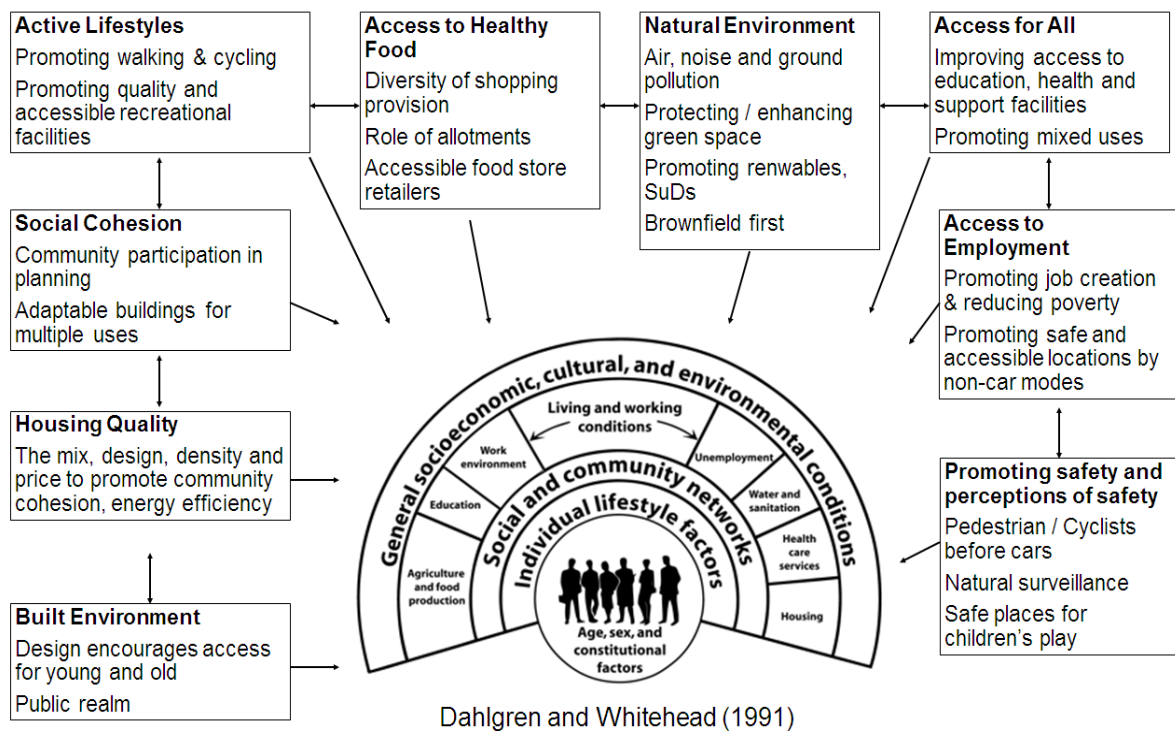 Active Lifestyles
Promoting walking & cycling
Promoting quality and
accessible recreational
facilities
Access to Healthy
Food
Diversity of shopping
provision
Role of allotments
Accessible food store
retailers
Natural Environment
Air, noise and ground
pollution
Protecting / enhancing
green space
Promoting renwables,
SuDs
Brownfield first
Access for All
Improving access to
education, health and
support facilities
Promoting mixed uses
Social Cohesion
Community participation in
planning
Adaptable buildings for
multiple uses
Access to
Employment
Promoting job creation
& reducing poverty
Promoting safe and
accessible locations by
non-car modes
Housing Quality
The mix, design, density and
price to promote community
cohesion, energy efficiency
Promoting safety and
perceptions of safety
Pedestrian / Cyclists
before cars
Natural surveillance
Safe places for
children's play
Built Environment
Design encourages access
for young and old
Public realm
General socioeconomic, cultural, and environmental conditions
Living and working
conditions
Work
environment
Unemployment
Education
Water and
sanitation
Health
care
services
Agriculture
and food
production
Housing
Social and community networks
Individual lifestyle factors
Age, sex, and
constitutional
factors
Dahlgren and Whitehead (1991)